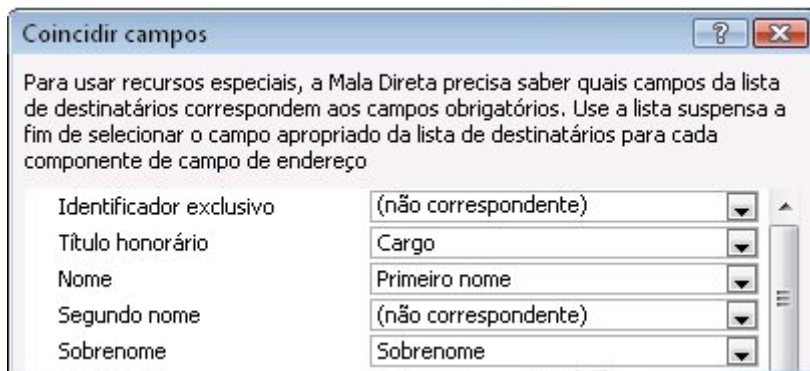 Coincidir campos
Para usar recursos especiais, a Mala Direta precisa saber quais campos da lista
de destinatários correspondem aos campos obrigatórios. Use a lista suspensa a
fim de selecionar o campo apropriado da lista de destinatários para cada
componente de campo de endereço
Identificador exclusivo (não correspondente)
Título honorário Cargo
Nome Primeiro nome
Segundo nome (não correspondente)
Sobrenome Sobrenome